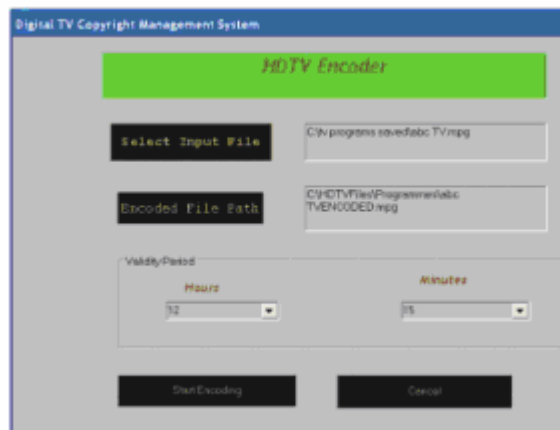 Digital TV Copyright Management System
HDTV Encoder
Select Input File
C:\tv programs saved\abc TV.mpg
Encoded File Path
C:\HDTVFiles\Programmes\abc
TVENCODED.mpg
Validity Period
Hours
Minutes
12
15
Start Encoding
Cancel